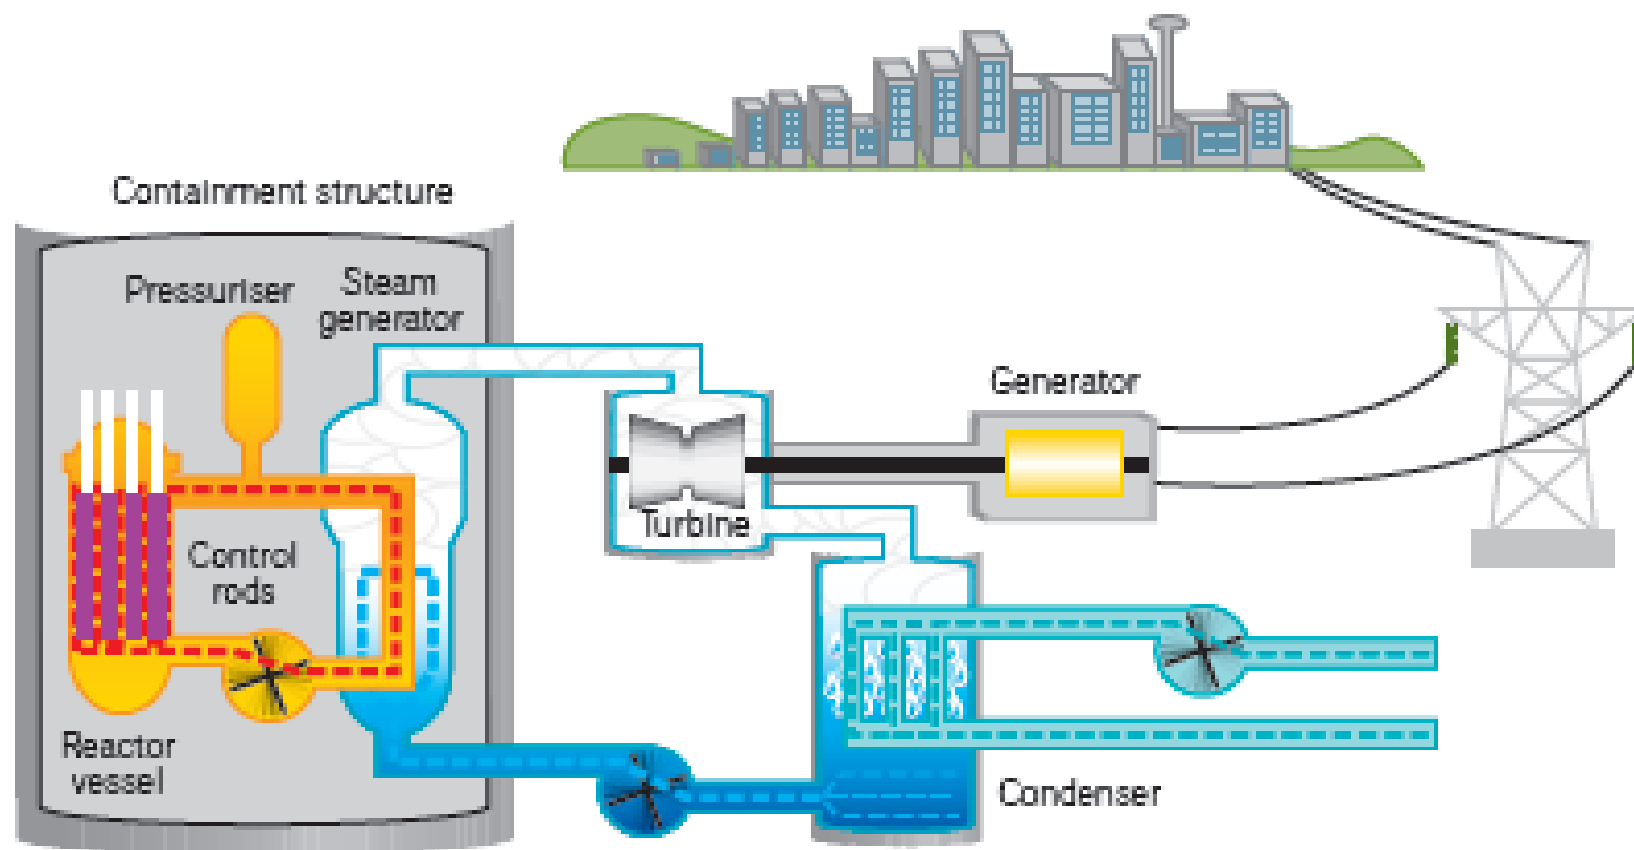 Containment structure
Pressuriser
Steam
generator
Generator
Turbine
Control
rods
Reactor
vessel
Condenser